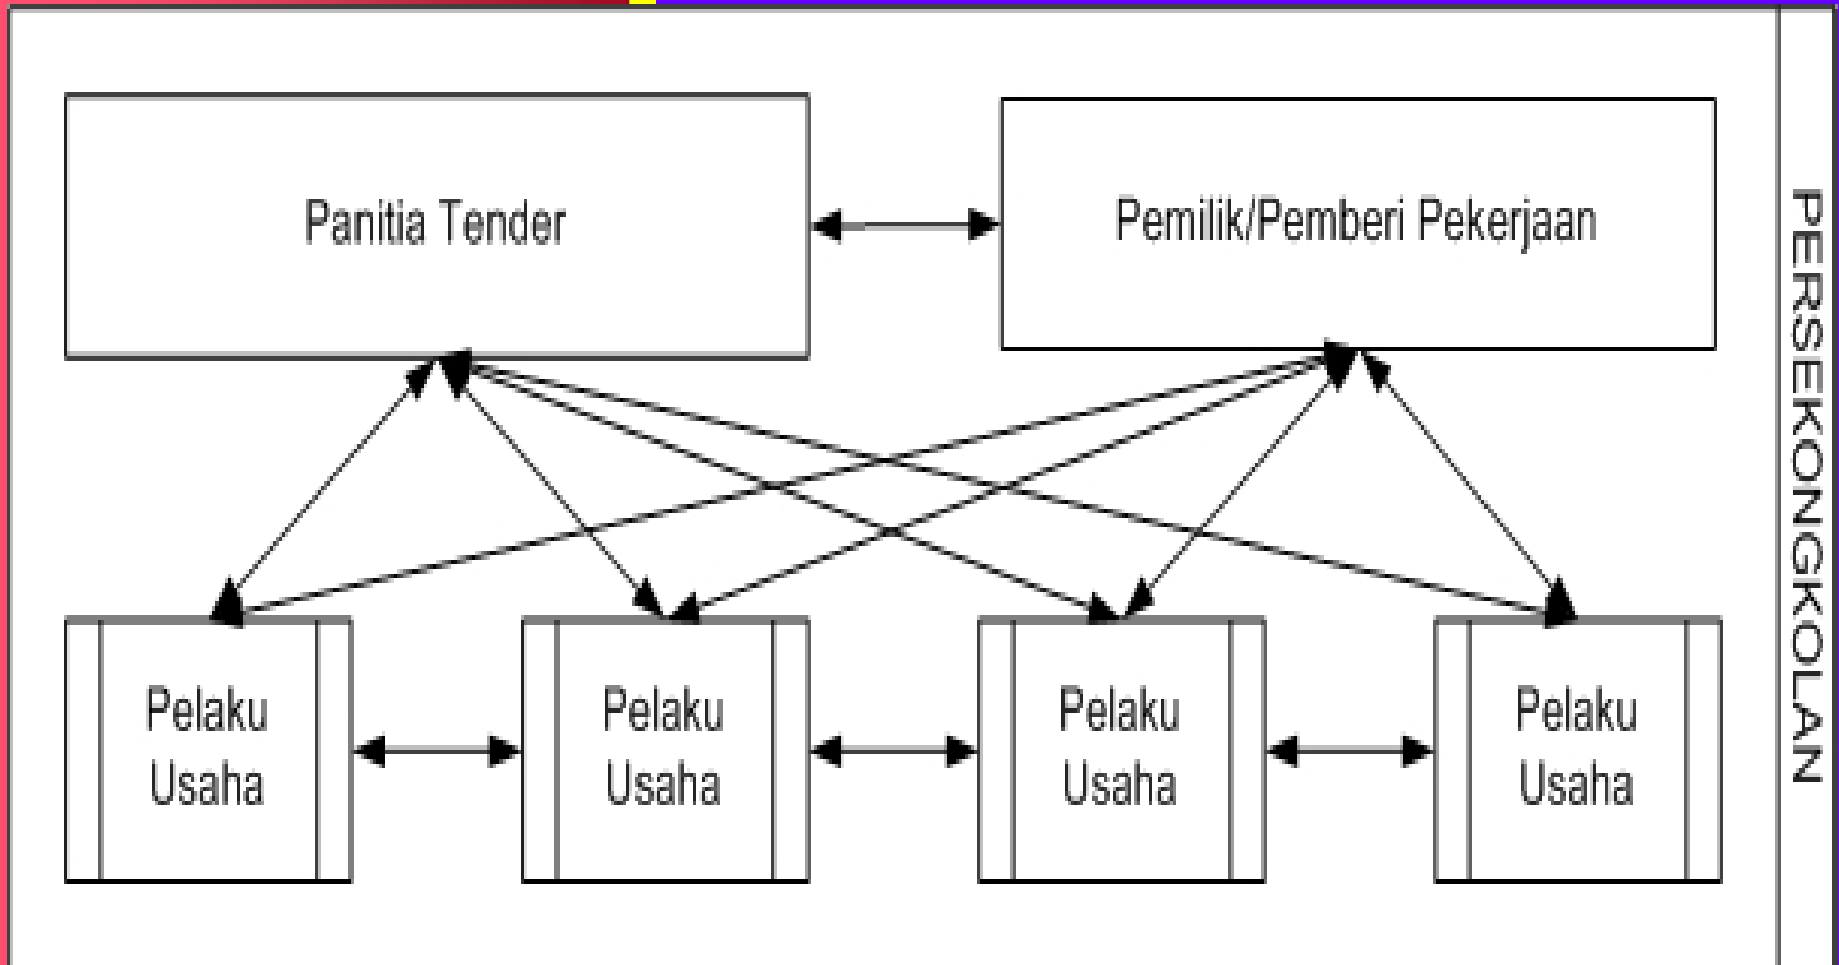 Panitia Tender
Pemilik/Pemberi Pekerjaan
Pelaku
Usaha
Pelaku
Usaha
Pelaku
Usaha
Pelaku
Usaha
PERSEKONGKOLAN